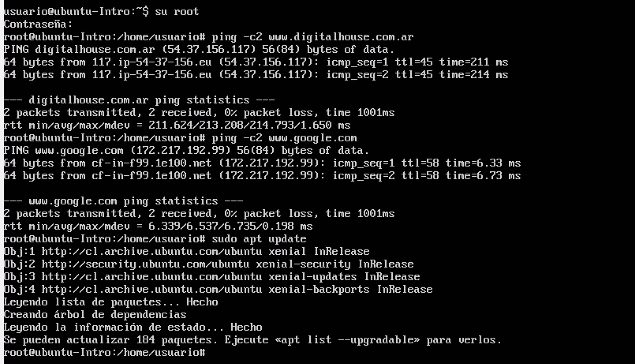 usuario@ubuntu-Intro:~$ su root
Contraseña:
root@ubuntu-Intro:/home/usuario# ping -c2 www.digitalhouse.com.ar
PING digitalhouse.com.ar (54.37.156.117) 56(84) bytes of data.
64 bytes from 117.ip-54-37-156.eu (54.37.156.117): icmp_seq=1 ttl=45 time=211 ms
64 bytes from 117.ip-54-37-156.eu (54.37.156.117): icmp_seq=2 ttl=45 time=214 ms
--- digitalhouse.com.ar ping statistics ---
2 packets transmitted, 2 received, 0% packet loss, time 1001ms
rtt min/avg/max/mdev = 211.624/213.208/214.793/1.650 ms
root@ubuntu-Intro:/home/usuario# ping -c2 www.google.com
PING www.google.com (172.217.192.99) 56(84) bytes of data.
64 bytes from cf-in-f99.1e100.net (172.217.192.99): icmp_seq=1 ttl=58 time=6.33 ms
64 bytes from cf-in-f99.1e100.net (172.217.192.99): icmp_seq=2 ttl=58 time=6.73 ms
--- www.google.com ping statistics ---
2 packets transmitted, 2 received, 0% packet loss, time 1001ms
rtt min/avg/max/mdev = 6.339/6.537/6.735/0.198 ms
root@ubuntu-Intro:/home/usuario# sudo apt update
Obj:1 http://cl.archive.ubuntu.com/ubuntu xenial InRelease
Obj:2 http://security.ubuntu.com/ubuntu xenial-security InRelease
Obj:3 http://cl.archive.ubuntu.com/ubuntu xenial-updates InRelease
Obj:4 http://cl.archive.ubuntu.com/ubuntu xenial-backports InRelease
Leyendo lista de paquetes... Hecho
Creando árbol de dependencias
Leyendo la información de estado... Hecho
Se pueden actualizar 184 paquetes. Ejecute «apt list --upgradable» para verlos.
root@ubuntu-Intro:/home/usuario#